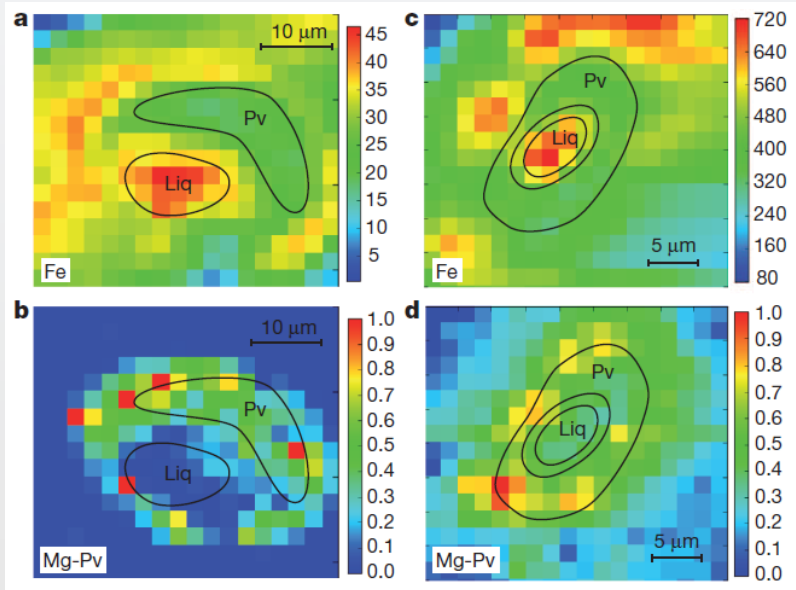 a
10 μm
Pv
Liq
Fe
45
40
35
30
25
20
15
10
5
c
Pv
Liq
5 μm
Fe
720
640
560
480
400
320
240
160
80
b
10 μm
Pv
Liq
Mg-Pv
1.0
0.9
0.8
0.7
0.6
0.5
0.4
0.3
0.2
0.1
0.0
d
Pv
Liq
5 μm
Mg-Pv
1.0
0.9
0.8
0.7
0.6
0.5
0.4
0.3
0.2
0.1
0.0